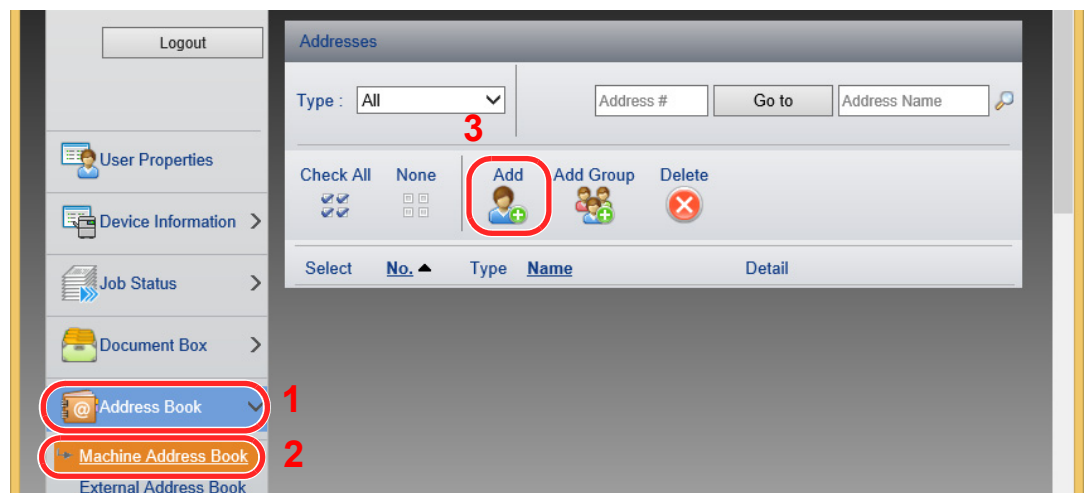 Logout
Addresses
Type : All
Address #
Go to
Address Name
3
User Properties
Check All
None
Add
Add Group
Delete
Device Information
Select
No.
Type
Name
Detail
Job Status
Document Box
Address Book
1
Machine Address Book
2
External Address Book